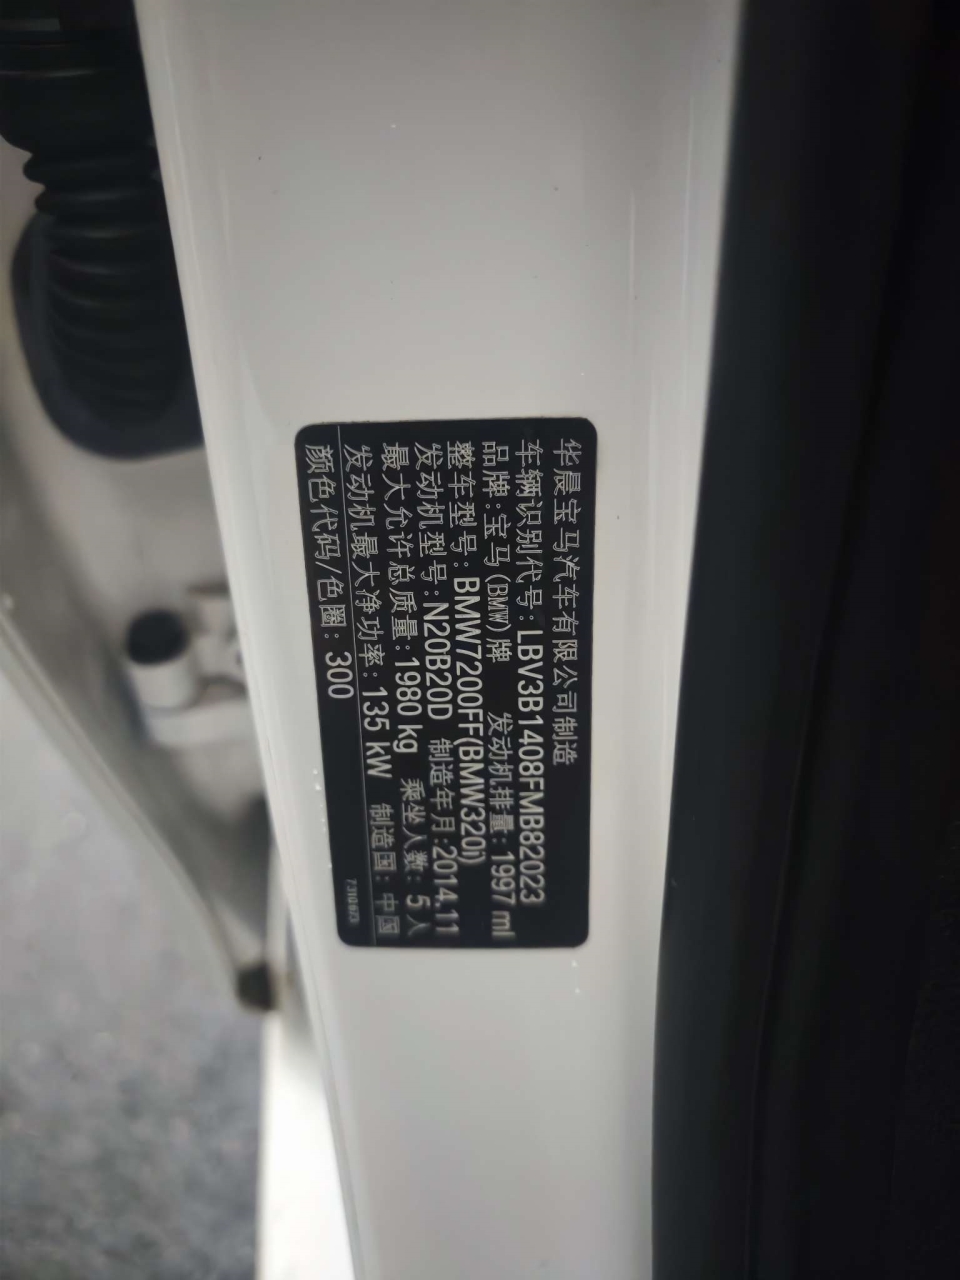 华晨宝马汽车有限公司制造
车辆识别代号:LBV3B1408FMB82023
品牌:宝马(BMW)牌 发动机排量:1997 ml
整车型号:BMW7200FF(BMW320i)
发动机型号:N20B20D 制造年月:2014.11
最大允许总质量:1980 kg 乘坐人数:5人
发动机最大净功率:135 kW 制造国:中国
颜色代码/色圈:300